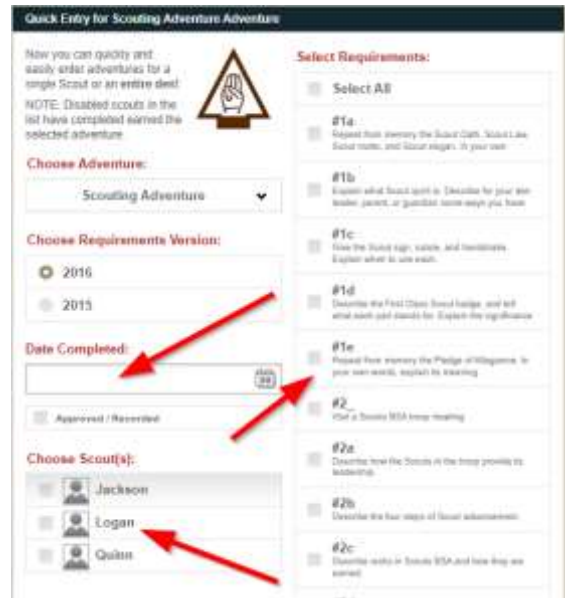 Quick Entry for Scouting Adventure Adventure
Now you can quickly and
easily enter adventures for a
single Scout or an entire den!
NOTE: Disabled scouts in the
list have completed earned the
selected adventure
Choose Adventure:
Scouting Adventure
Choose Requirements Version:
2016
2015
Date Completed:
Approved / Recorded
Choose Scout(s):
Jackson
Logan
Quinn
Select Requirements:
Select All
#1a
Repeat from memory the Scout Oath, Scout Law,
Scout motto, and Scout slogan. In your own
#1b
Explain what Scout spirit is. Describe for your den
leader, parent, or guardian some ways you have
#1c
Give the Scout sign, salute, and handshake.
Explain when to use each.
#1d
Describe the First Class Scout badge, and tell
what each part stands for. Explain the significance
#1e
Repeat from memory the Pledge of Allegiance. In
your own words, explain its meaning
#2_
Visit a Scouts BSA troop meeting
#2a
Describe how the Scouts in the troop provide its
leadership.
#2b
Describe the four steps of Scout advancement.
#2c
Describe ranks in Scouts BSA and how they are
earned.